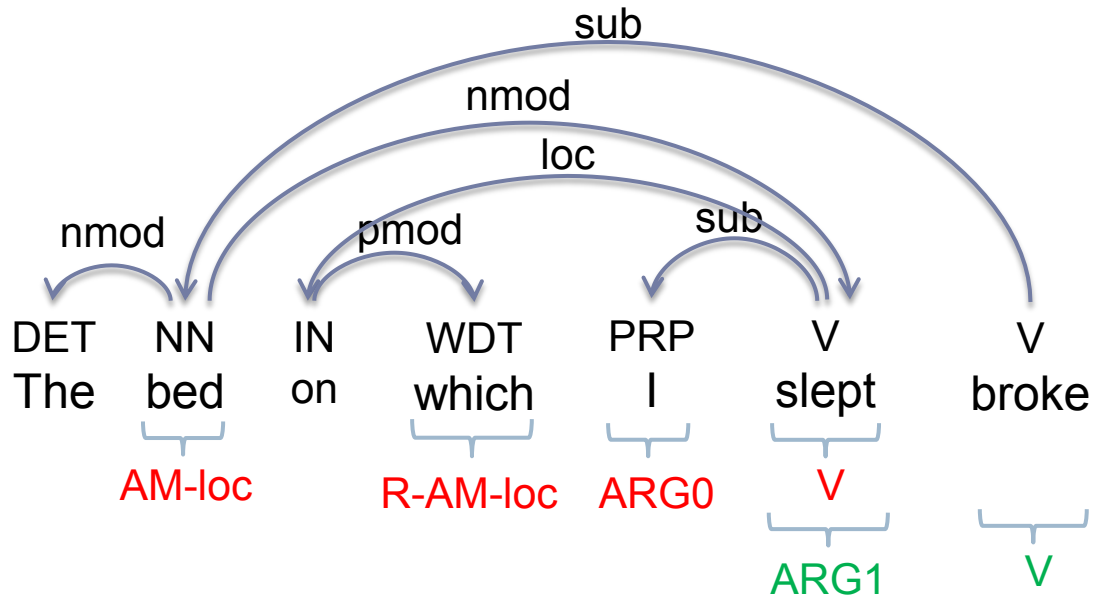 sub
nmod
loc
nmod pmod sub
DET NN IN WDT PRP V V
The bed on which I slept broke
AM-loc R-AM-loc ARG0 V
ARG1 V